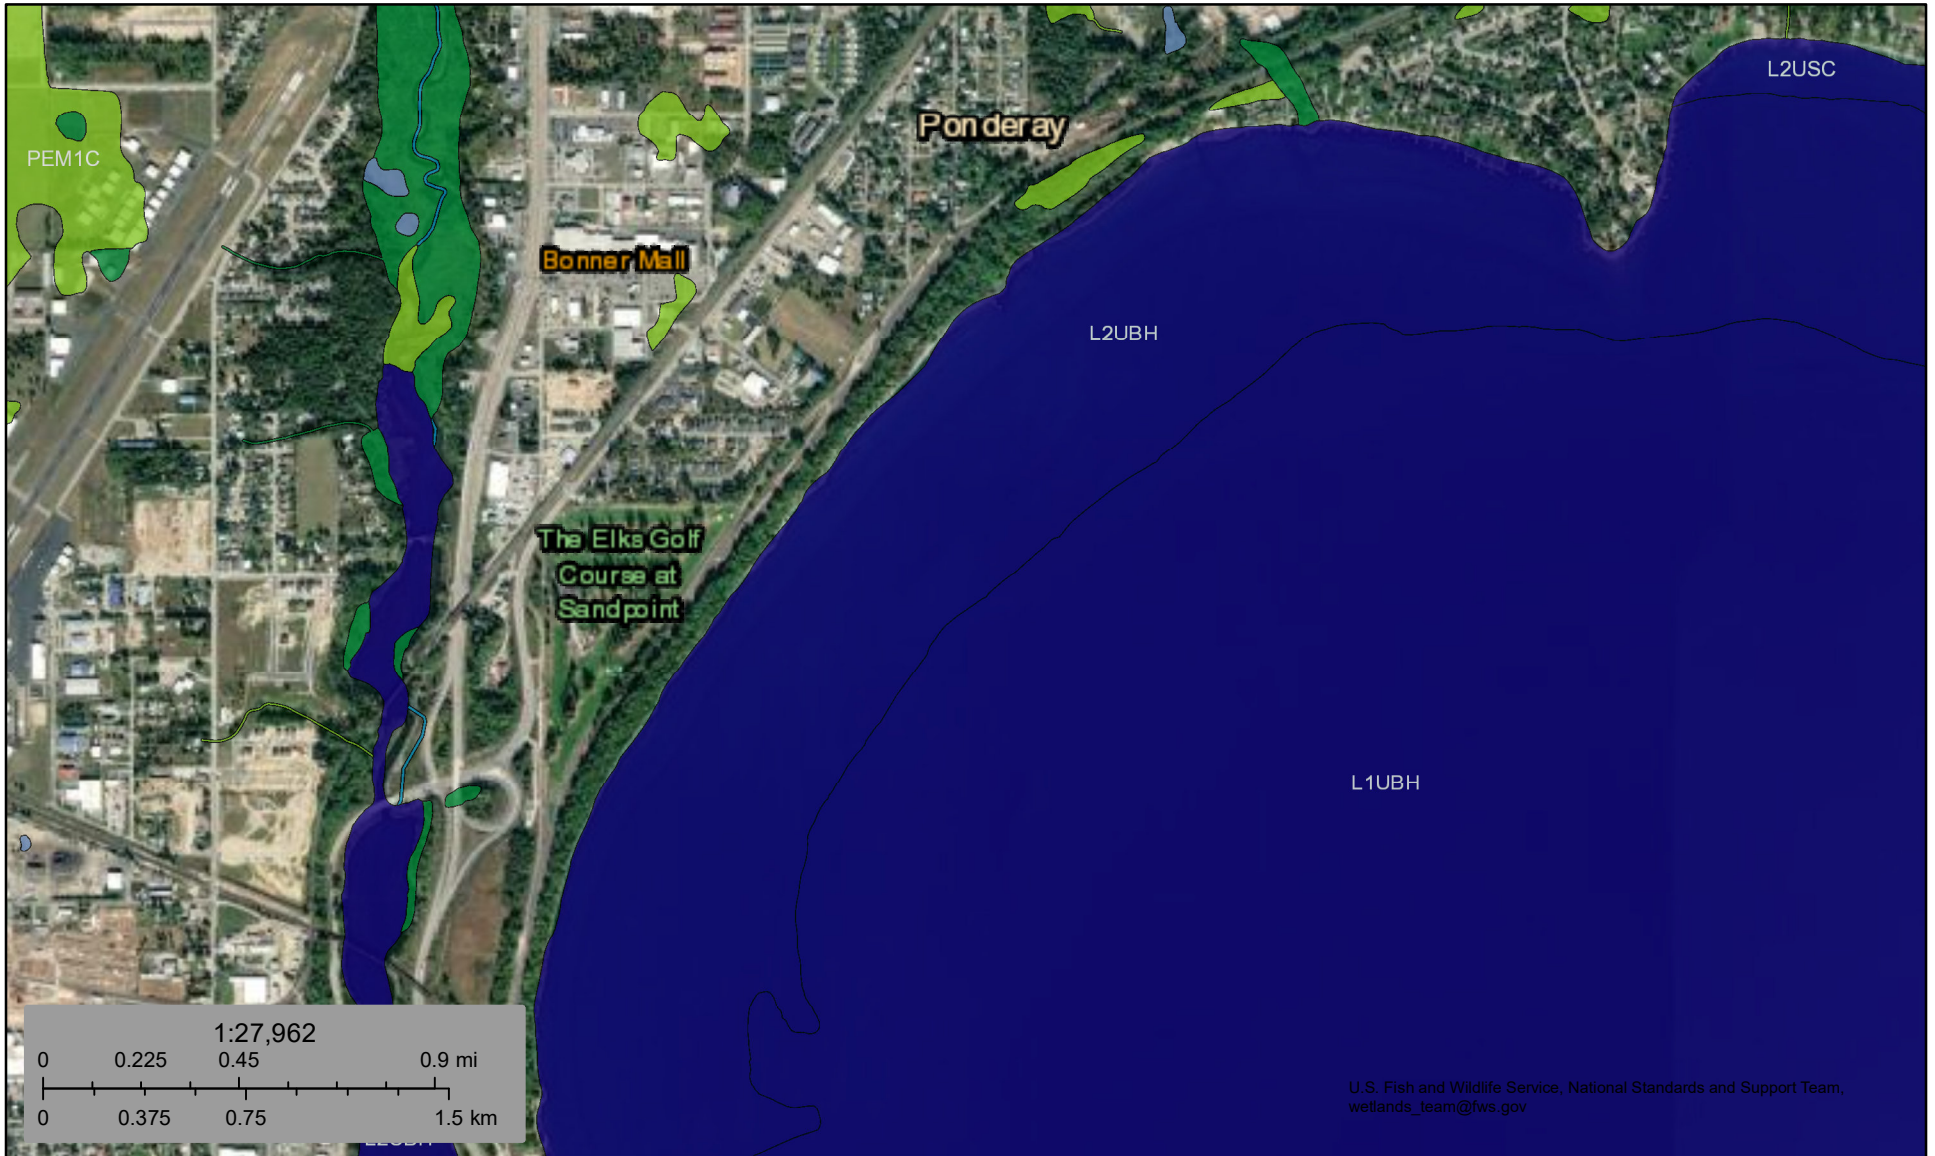 L2USC
Ponderay
PEM1C
Bonner Mall
L2UBH
The Elks Golf
Course at
Sandpoint
L1UBH
1:27,962
0 0.225 0.45 0.9 mi
0 0.375 0.75 1.5 km
U.S. Fish and Wildlife Service, National Standards and Support Team,
wetlands_team@fws.gov